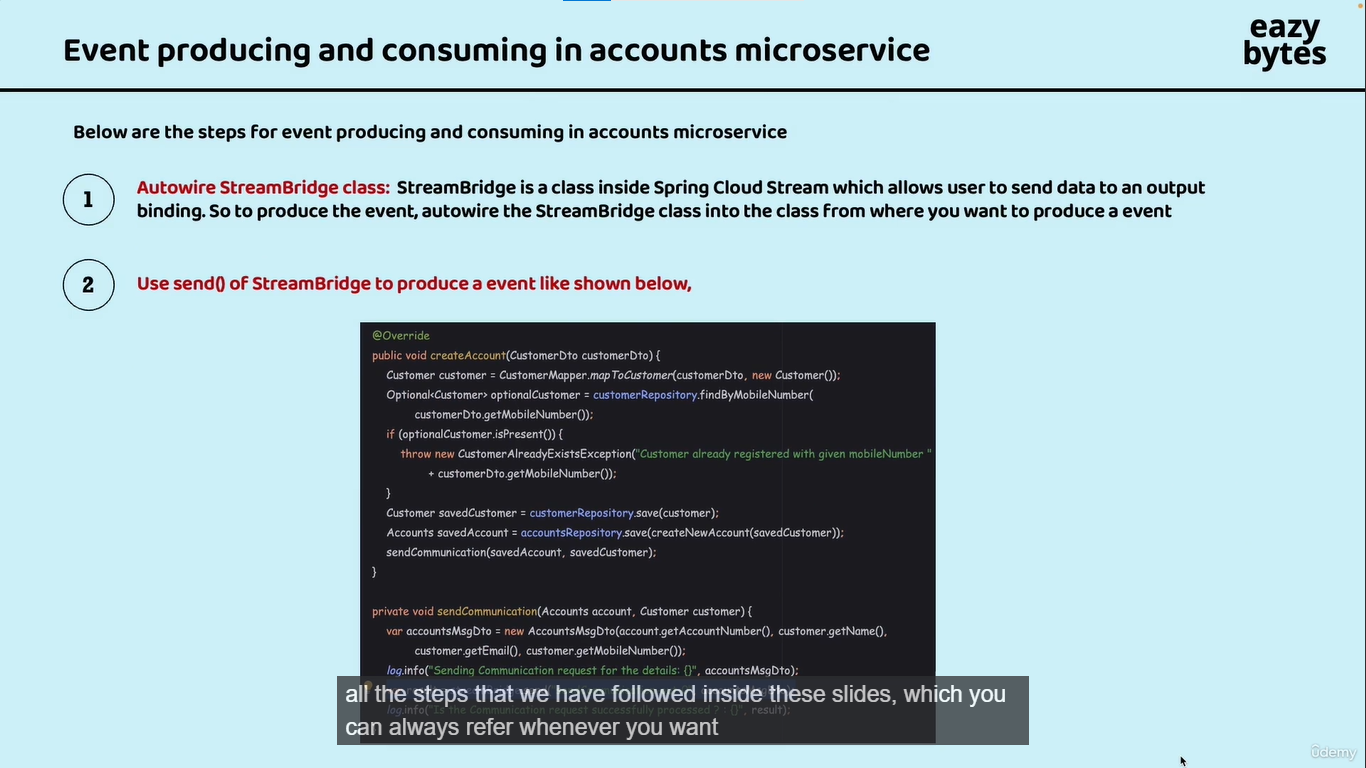 eazy
bytes
Event producing and consuming in accounts microservice
Below are the steps for event producing and consuming in accounts microservice
1
Autowire StreamBridge class: StreamBridge is a class inside Spring Cloud Stream which allows user to send data to an output
binding. So to produce the event, autowire the StreamBridge class into the class from where you want to produce a event
2
Use send() of StreamBridge to produce a event like shown below,
@Override
public void createAccount(CustomerDto customerDto) {
Customer customer = CustomerMapper.mapToCustomer(customerDto, new Customer());
Optional<Customer> optionalCustomer = customerRepository.findByMobileNumber(
customerDto.getMobileNumber());
if (optionalCustomer.isPresent()) {
throw new CustomerAlreadyExistsException("Customer already registered with given mobileNumber "
+ customerDto.getMobileNumber());
}
Customer savedCustomer = customerRepository.save(customer);
Accounts savedAccount = accountsRepository.save(createNewAccount(savedCustomer));
sendCommunication(savedAccount, savedCustomer);
}
private void sendCommunication(Accounts account, Customer customer) {
var accountsMsgDto = new AccountsMsgDto(account.getAccountNumber(), customer.getName(),
customer.getEmail(), customer.getMobileNumber());
log.info("Sending Communication request for the details: {}", accountsMsgDto);
all the steps that we have followed inside these slides, which you
log.info("Is the Communication request successfully processed ? : {}", result);
can always refer whenever you want
ûdemy